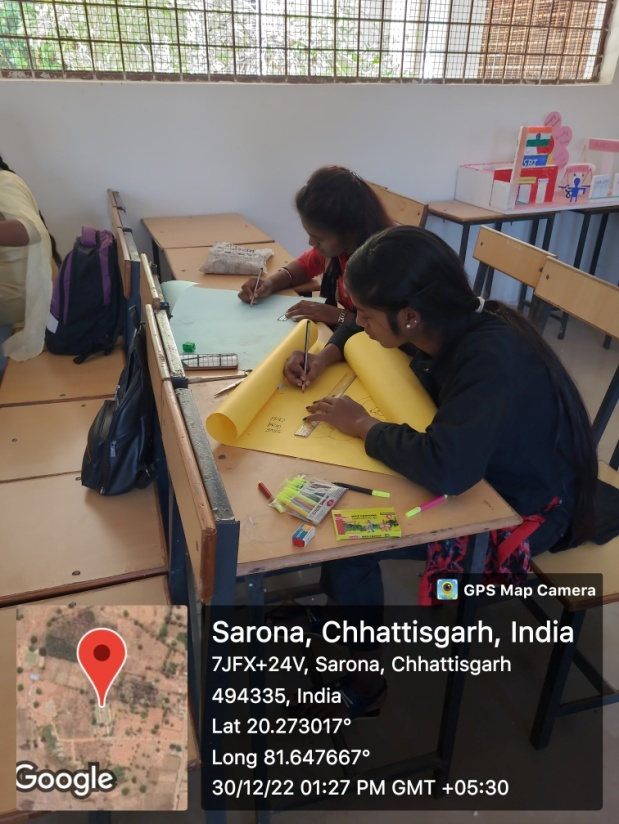 SBI
GPS Map Camera
Sarona, Chhattisgarh, India
7JFX+24V, Sarona, Chhattisgarh
494335, India
Lat 20.273017°
Long 81.647667°
30/12/22 01:27 PM GMT +05:30
Google